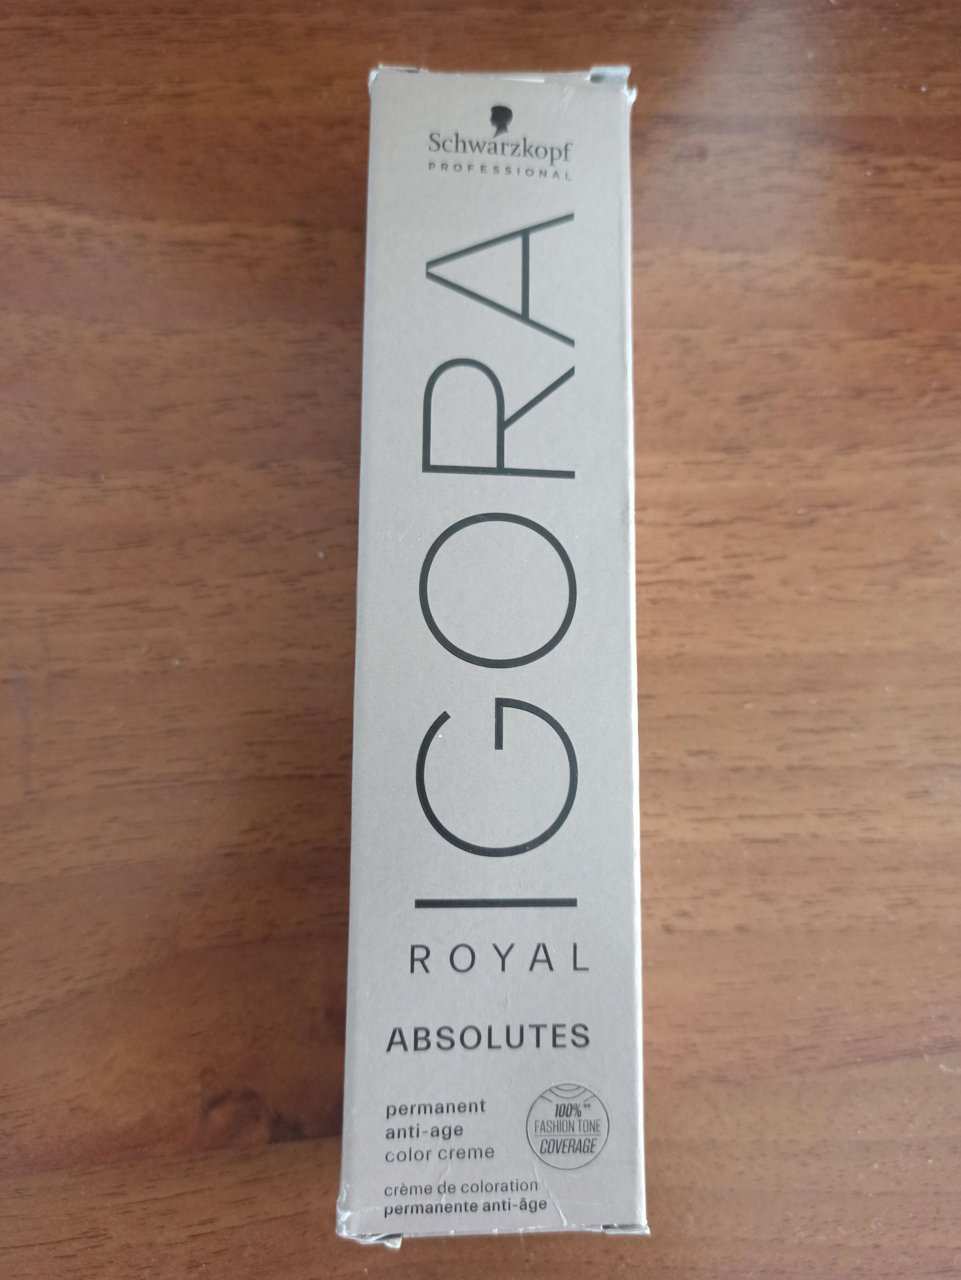 Schwarzkopf
PROFESSIONAL
IGORA
ROYAL
ABSOLUTES
permanent
anti-age
color creme
100%**
FASHION TONE
COVERAGE
crème de coloration
permanente anti-âge